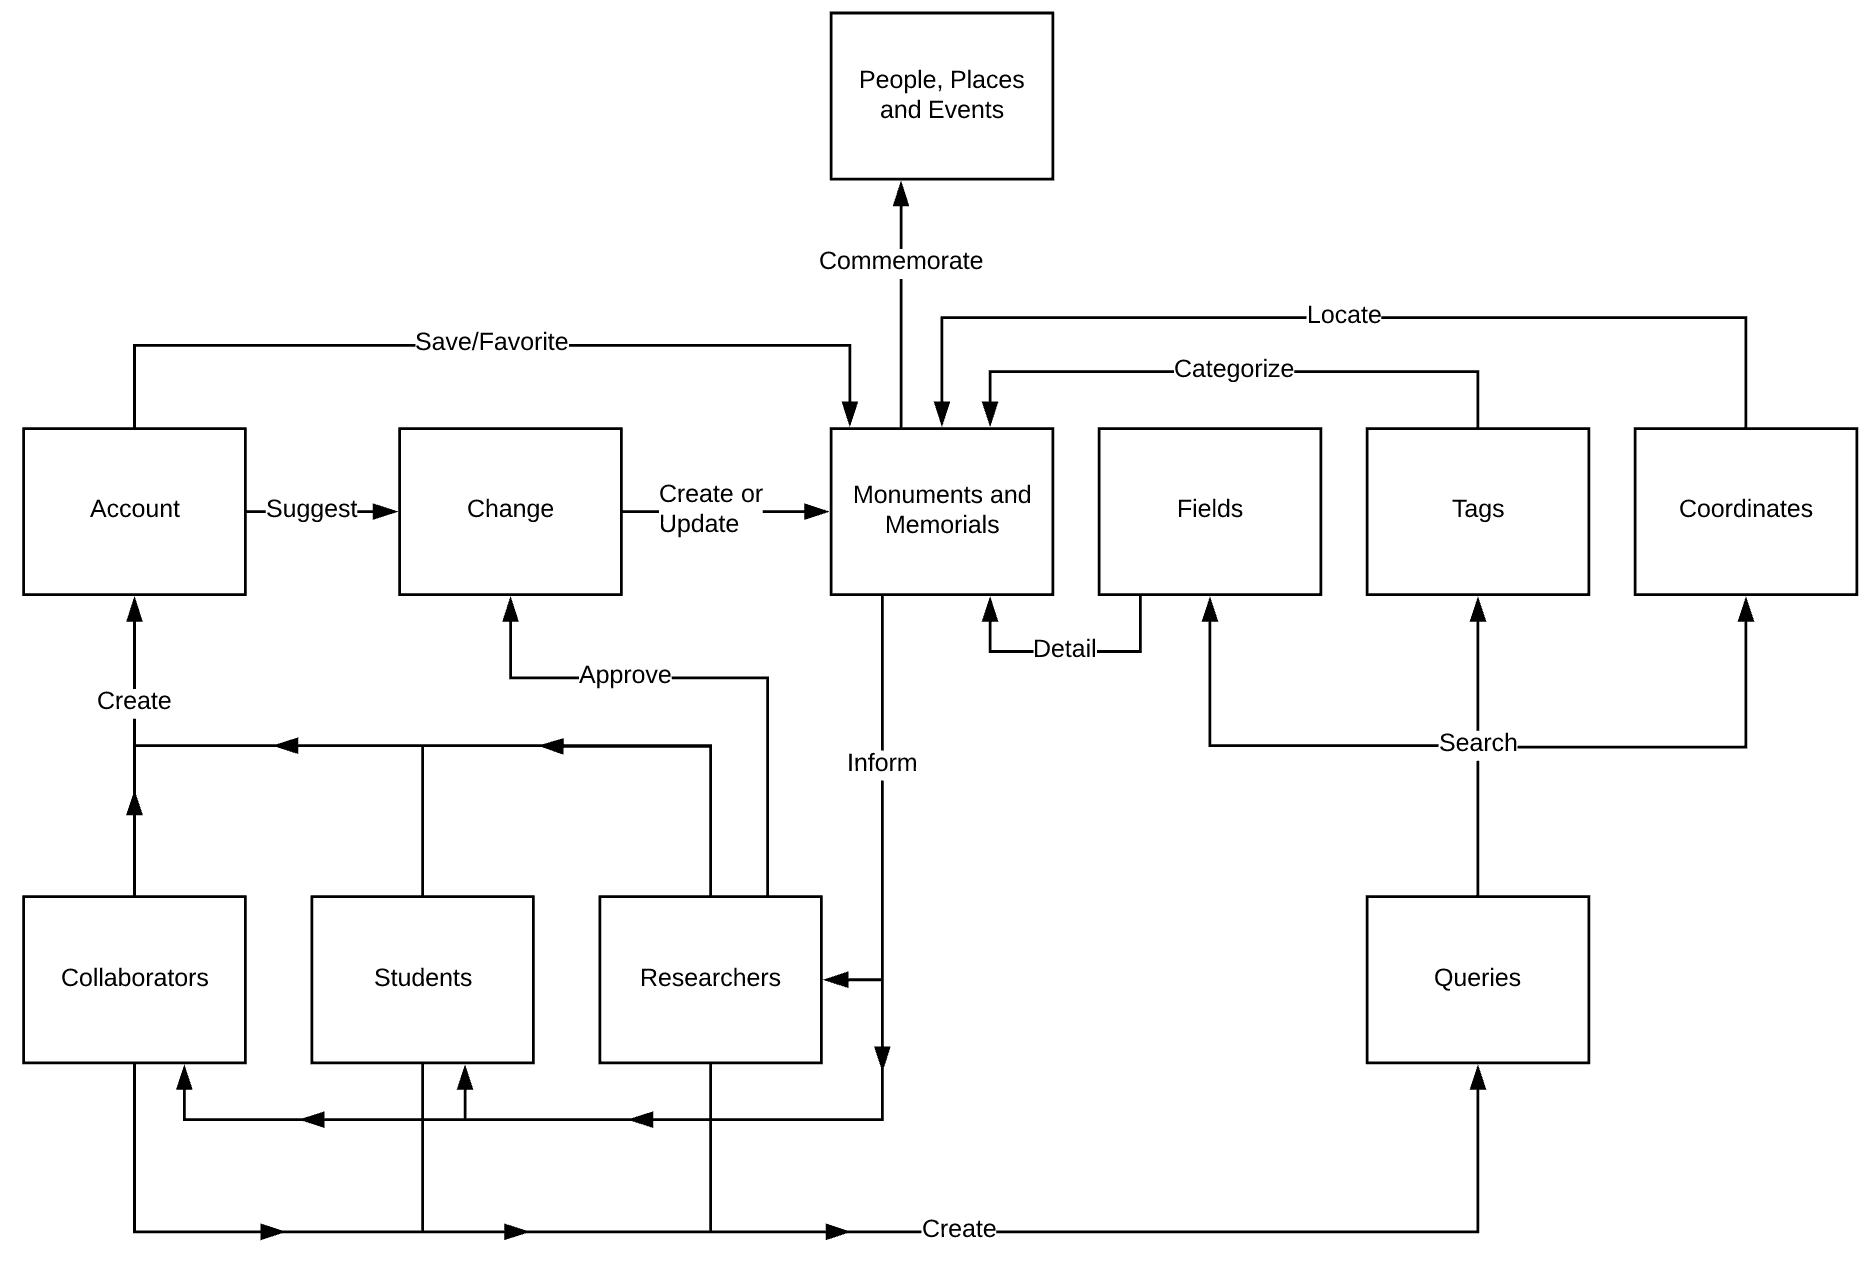 People, Places
and Events
Commemorate
Locate
Save/Favorite
Categorize
Account
Suggest
Change
Create or
Update
Monuments and
Memorials
Fields
Tags
Coordinates
Detail
Approve
Create
Search
Inform
Collaborators
Students
Researchers
Queries
Create